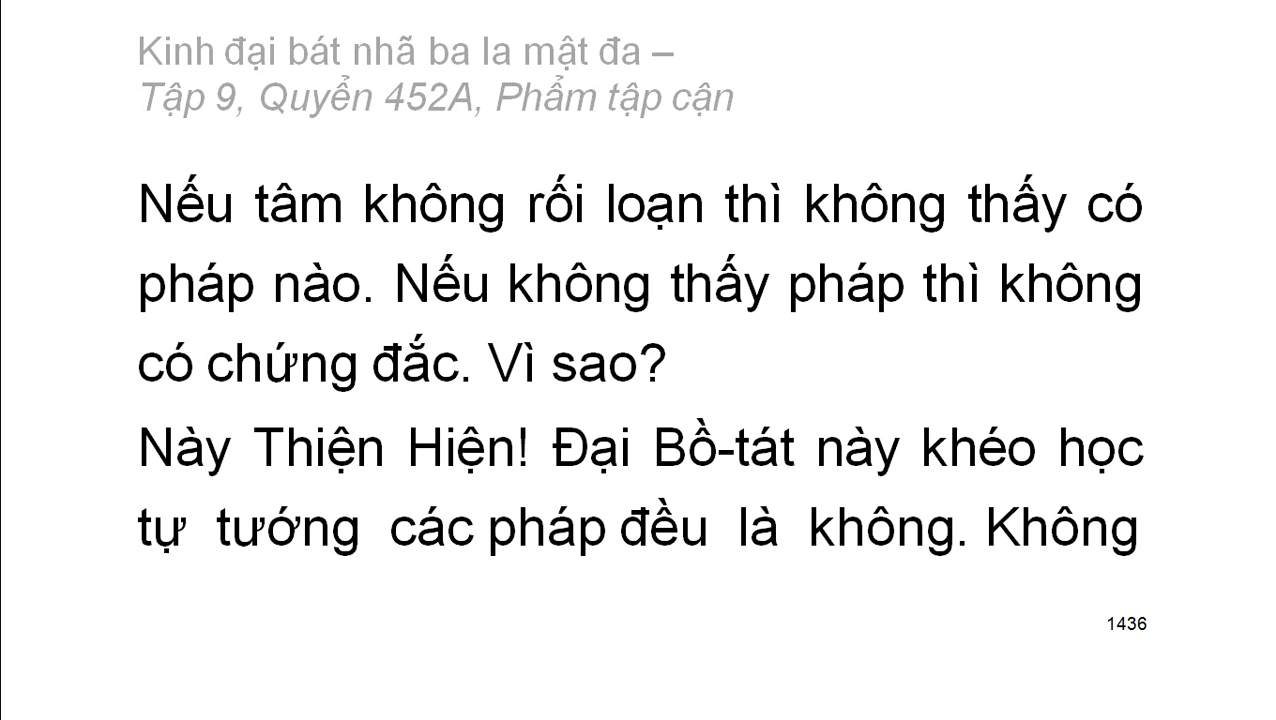 Kinh đại bát nhã ba la mật đa –
Tập 9, Quyển 452A, Phẩm tập cận
Nếu tâm không rối loạn thì không thấy có
pháp nào. Nếu không thấy pháp thì không
có chứng đắc. Vì sao?
Này Thiện Hiện! Đại Bồ-tát này khéo học
tự tướng các pháp đều là không. Không
1436